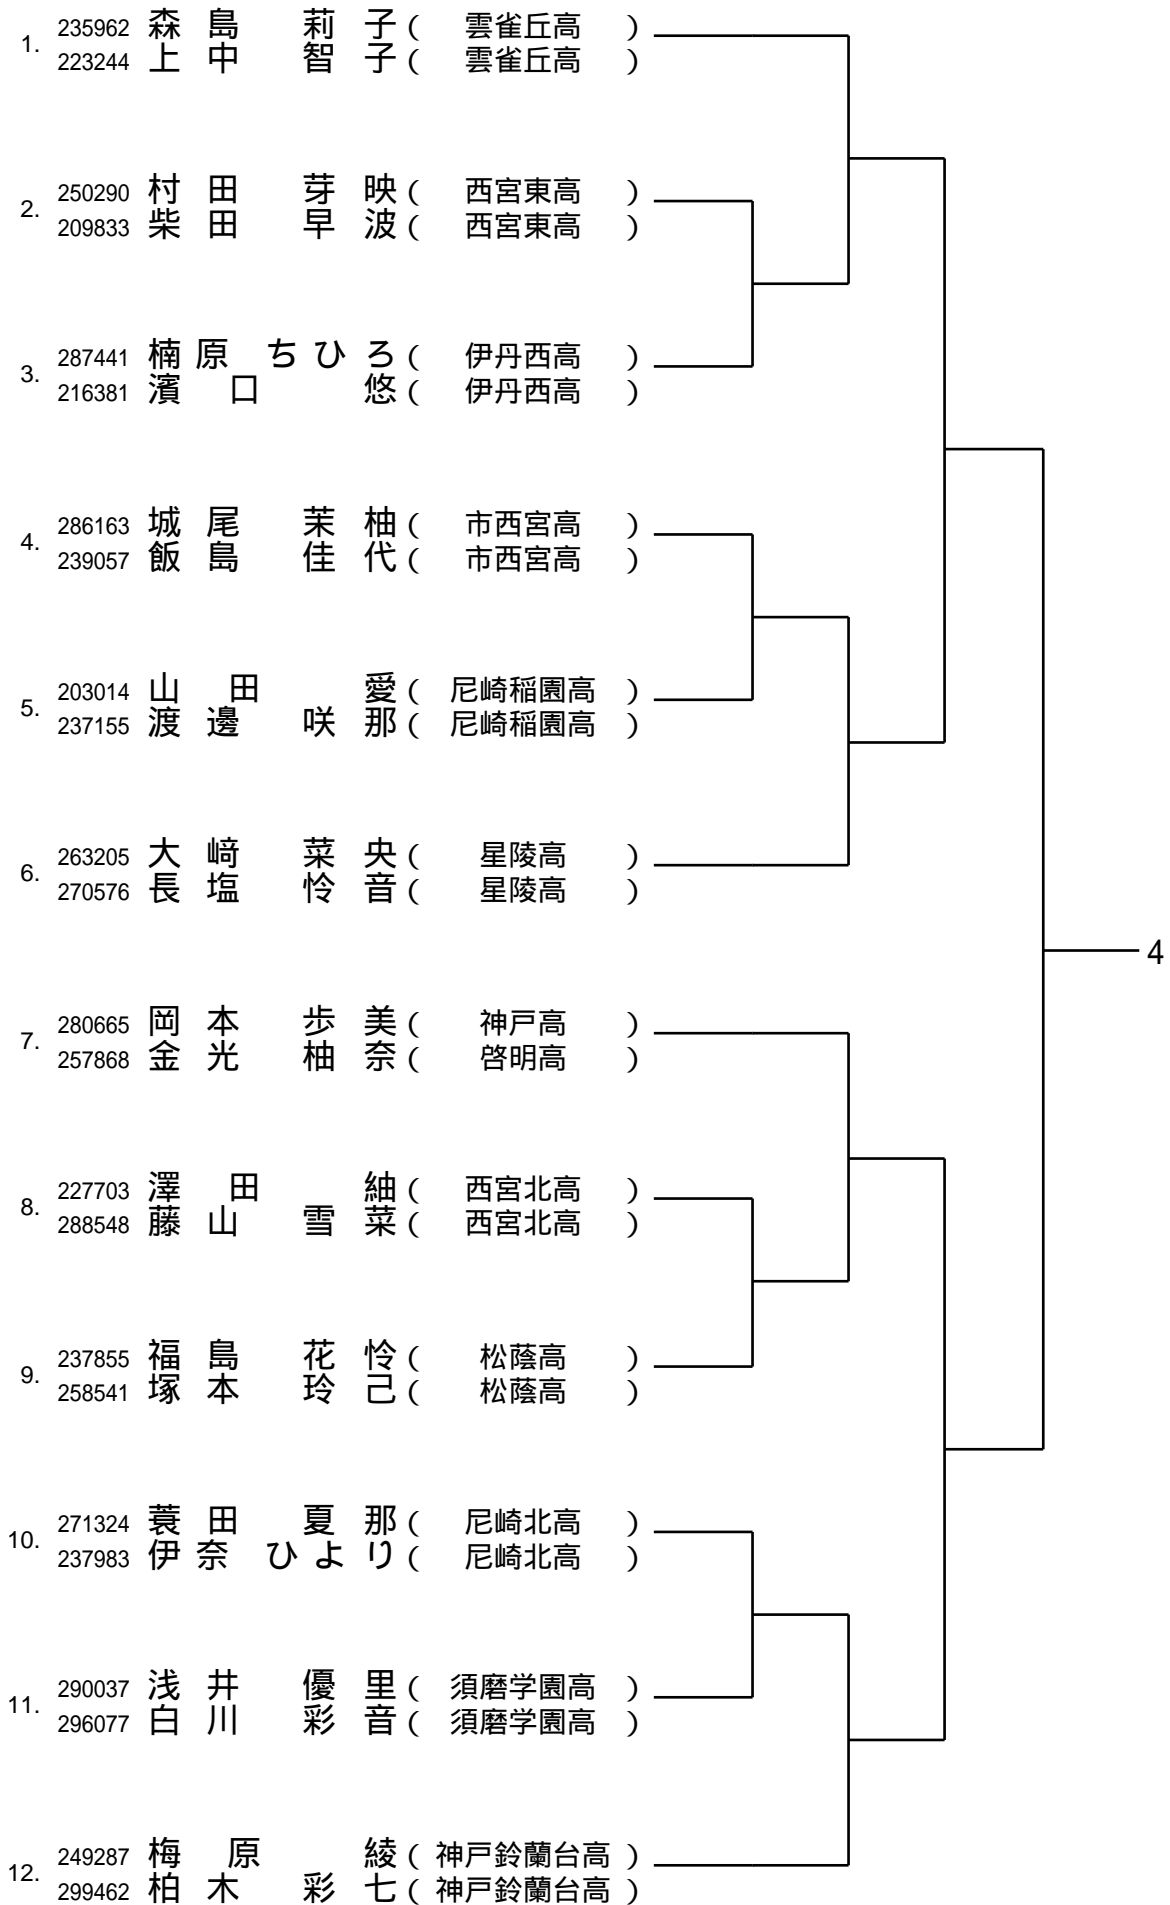 1. 235962 森島 莉子 ( 雲雀丘高 )
223244 上中 智子 ( 雲雀丘高 )
2. 250290 村田 芽映 ( 西宮東高 )
209833 柴田 早波 ( 西宮東高 )
3. 287441 楠原 ちひろ ( 伊丹西高 )
216381 濱口 悠 ( 伊丹西高 )
4. 286163 城尾 茉柚 ( 市西宮高 )
239057 飯島 佳代 ( 市西宮高 )
5. 203014 山田 愛 ( 尼崎稲園高 )
237155 渡邊 咲那 ( 尼崎稲園高 )
6. 263205 大﨑 菜央 ( 星陵高 )
270576 長塩 怜音 ( 星陵高 )
4
7. 280665 岡本 歩美 ( 神戸高 )
257868 金光 柚奈 ( 啓明高 )
8. 227703 澤田 紬 ( 西宮北高 )
288548 藤山 雪菜 ( 西宮北高 )
9. 237855 福島 花怜 ( 松蔭高 )
258541 塚本 玲己 ( 松蔭高 )
10. 271324 蓑田 夏那 ( 尼崎北高 )
237983 伊奈 ひより ( 尼崎北高 )
11. 290037 浅井 優里 ( 須磨学園高 )
296077 白川 彩音 ( 須磨学園高 )
12. 249287 梅原 綾 ( 神戸鈴蘭台高 )
299462 柏木 彩七 ( 神戸鈴蘭台高 )